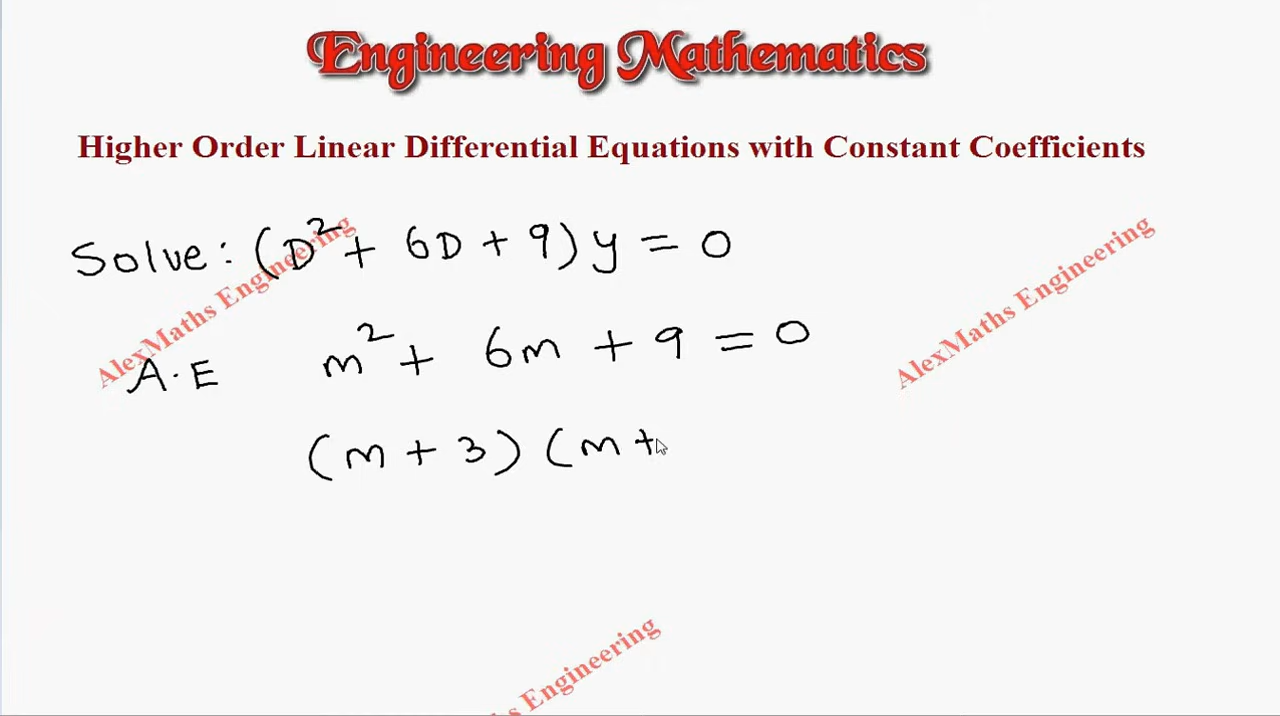 Engineering Mathematics
Higher Order Linear Differential Equations with Constant Coefficients
Solve: (D² + 6D + 9) y = 0
AlexMaths Engineering
AlexMaths Engineering
A.E m² + 6m + 9 = 0
(m + 3) (m +
Engineering